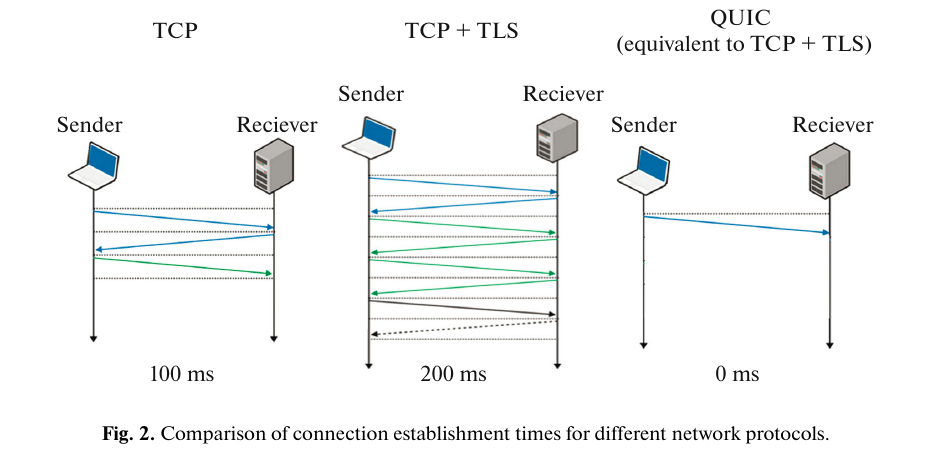 TCP
TCP + TLS
QUIC
(equivalent to TCP + TLS)
Sender
Reciever
Sender
Reciever
Sender
Reciever
100 ms
200 ms
0 ms
Fig. 2. Comparison of connection establishment times for different network protocols.